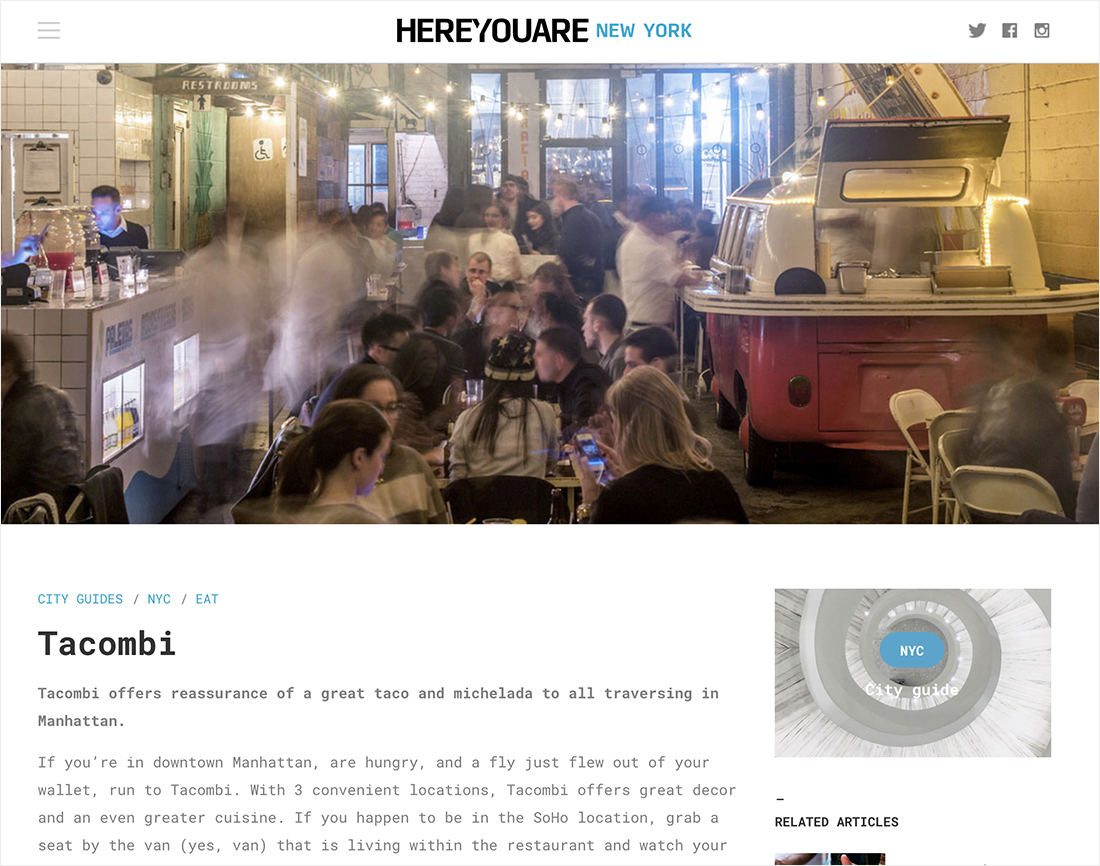 HEREYOUARE NEW YORK
RESTROOMS
PALETAS
CITY GUIDES / NYC / EAT
Tacombi
Tacombi offers reassurance of a great taco and michelada to all traversing in
Manhattan.
If you’re in downtown Manhattan, are hungry, and a fly just flew out of your
wallet, run to Tacombi. With 3 convenient locations, Tacombi offers great decor
and an even greater cuisine. If you happen to be in the SoHo location, grab a
seat by the van (yes, van) that is living within the restaurant and watch your
NYC
City guide
–
RELATED ARTICLES